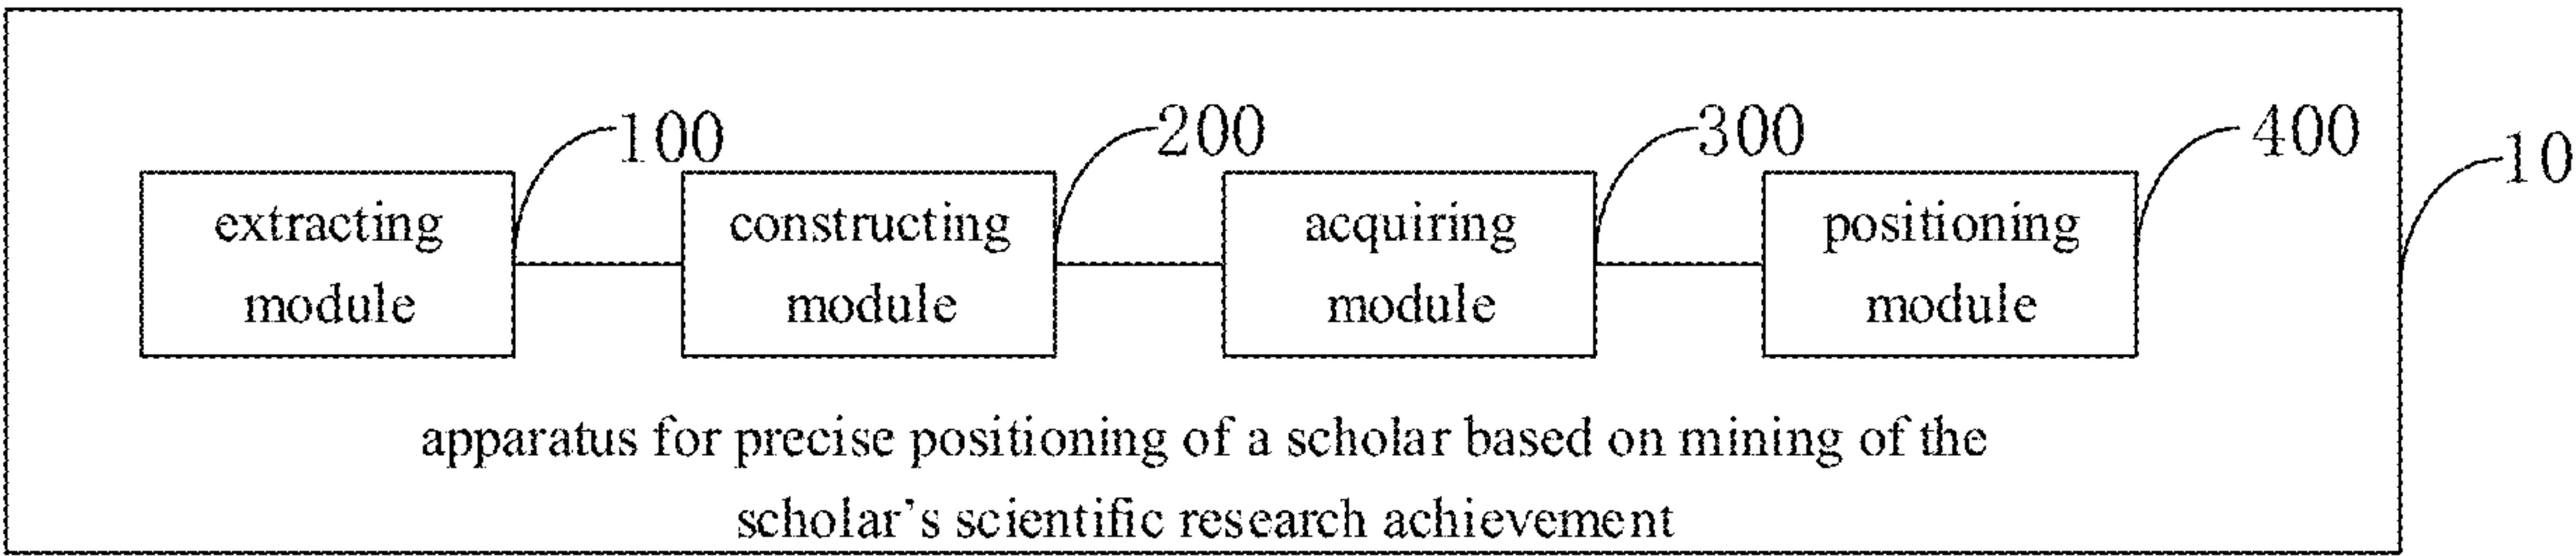 100
200
300
400
10
extracting
module
constructing
module
acquiring
module
positioning
module
apparatus for precise positioning of a scholar based on mining of the
scholar's scientific research achievement